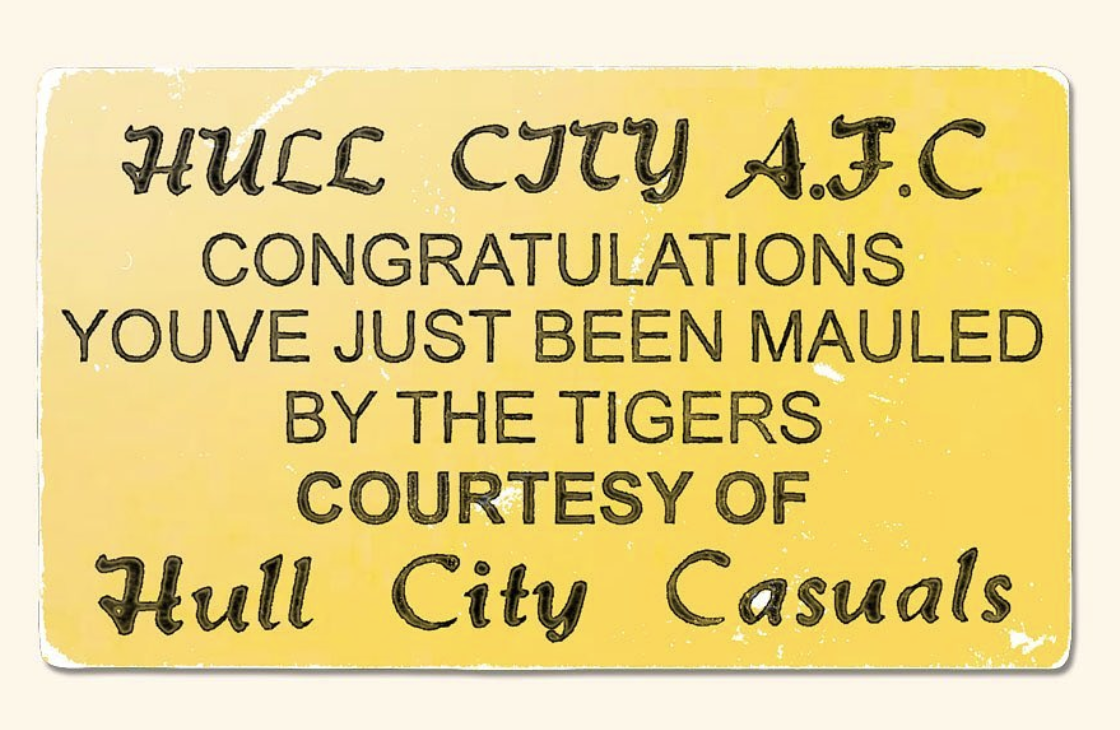 HULL CITY A.F.C
CONGRATULATIONS
YOUVE JUST BEEN MAULED
BY THE TIGERS
COURTESY OF
Hull City Casuals